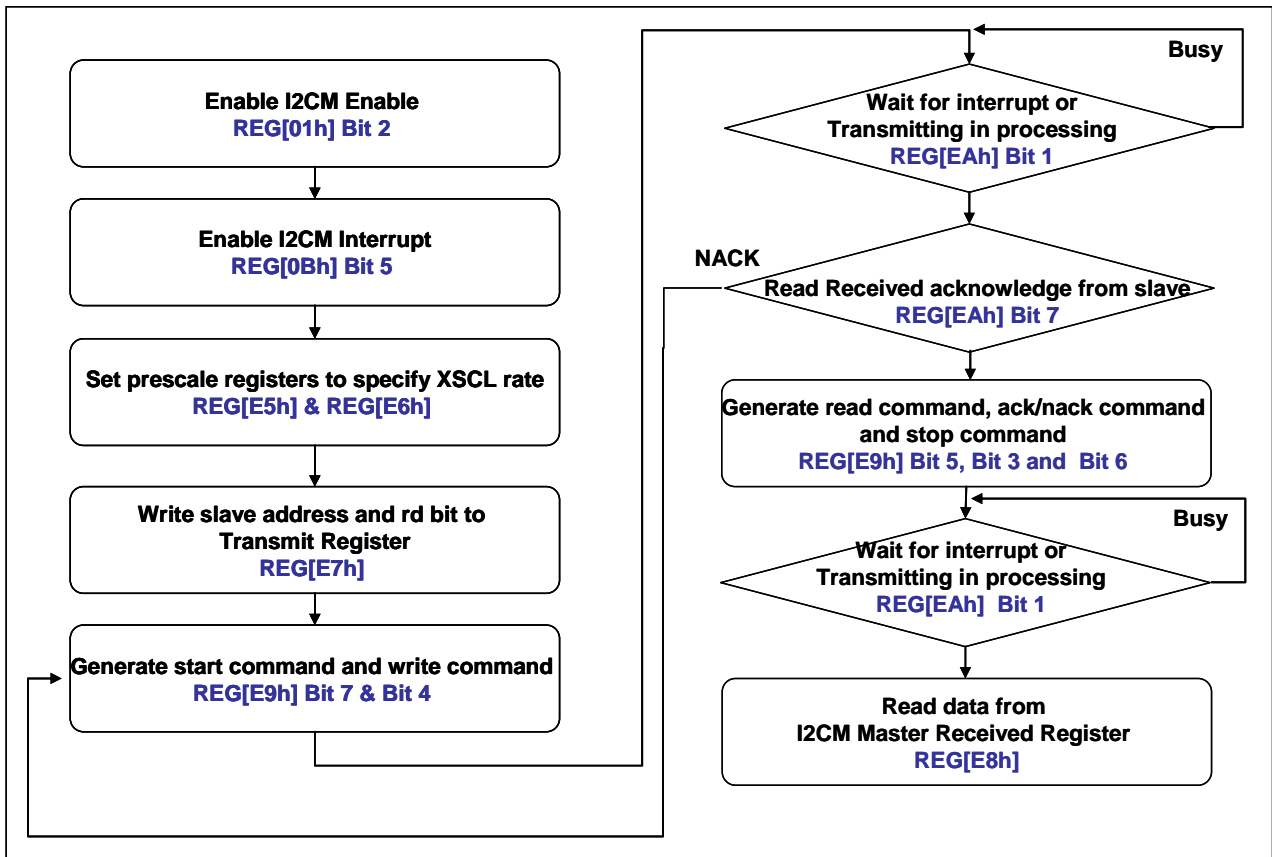 Enable I2CM Enable
REG[01h] Bit 2
Enable I2CM Interrupt
REG[0Bh] Bit 5
Set prescale registers to specify XSCL rate
REG[E5h] & REG[E6h]
Write slave address and rd bit to
Transmit Register
REG[E7h]
Generate start command and write command
REG[E9h] Bit 7 & Bit 4
Busy
Wait for interrupt or
Transmitting in processing
REG[EAh] Bit 1
NACK
Read Received acknowledge from slave
REG[EAh] Bit 7
Generate read command, ack/nack command
and stop command
REG[E9h] Bit 5, Bit 3 and Bit 6
Busy
Wait for interrupt or
Transmitting in processing
REG[EAh] Bit 1
Read data from
I2CM Master Received Register
REG[E8h]